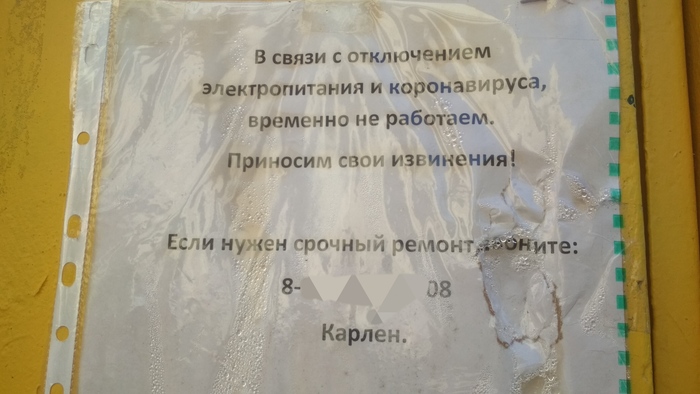 В связи с отключением
электропитания и коронавируса,
временно не работаем.
Приносим свои извинения!
Если нужен срочный ремонт,
8- 08
Карлен.